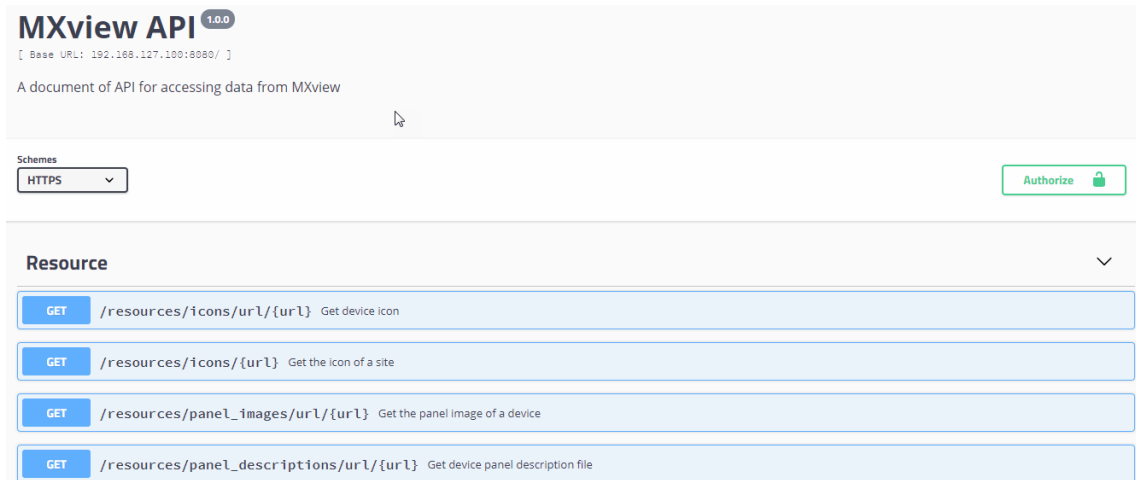 MXview API 1.0.0
[ Base URL: 192.168.127.100:8080/ ]
A document of API for accessing data from MXview
Schemes
HTTPS
Authorize
Resource
GET /resources/icons/url/{url} Get device icon
GET /resources/icons/{url} Get the icon of a site
GET /resources/panel_images/url/{url} Get the panel image of a device
GET /resources/panel_descriptions/url/{url} Get device panel description file